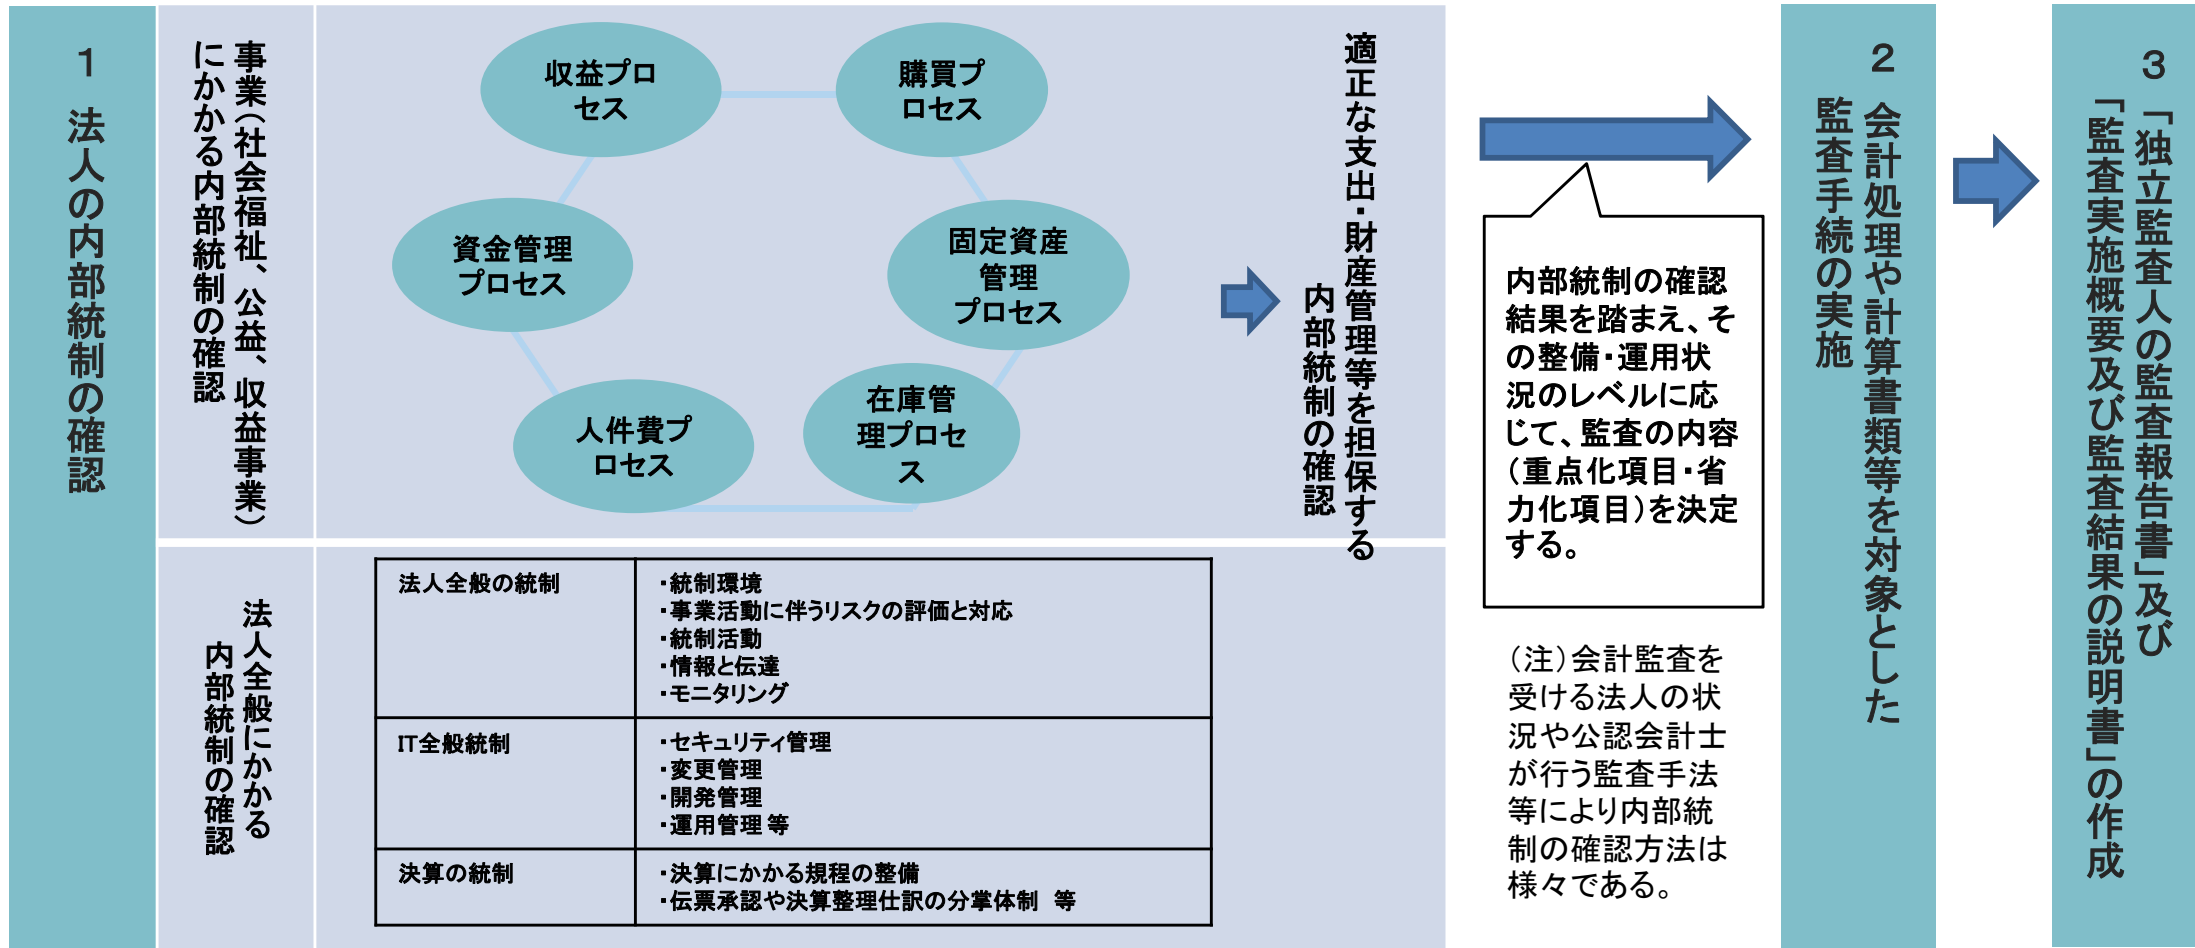 １　法人の内部統制の確認
事業（社会福祉、公益、収益事業）
にかかる内部統制の確認
収益プロ
セス
購買プ
ロセス
資金管理
プロセス
固定資産
管理
プロセス
人件費プ
ロセス
在庫管
理プロセ
ス
適正な支出・財産管理等を担保する
内部統制の確認
法人全般にかかる
内部統制の確認
法人全般の統制
・統制環境
・事業活動に伴うリスクの評価と対応
・統制活動
・情報と伝達
・モニタリング
IT全般統制
・セキュリティ管理
・変更管理
・開発管理
・運用管理 等
決算の統制
・決算にかかる規程の整備
・伝票承認や決算整理仕訳の分掌体制　等
内部統制の確認
結果を踏まえ、そ
の整備・運用状
況のレベルに応
じて、監査の内容
（重点化項目・省
力化項目）を決定
する。
（注）会計監査を
受ける法人の状
況や公認会計士
が行う監査手法
等により内部統
制の確認方法は
様々である。
２　会計処理や計算書類等を対象とした
監査手続の実施
３　「独立監査人の監査報告書」及び
「監査実施概要及び監査結果の説明書」の作成